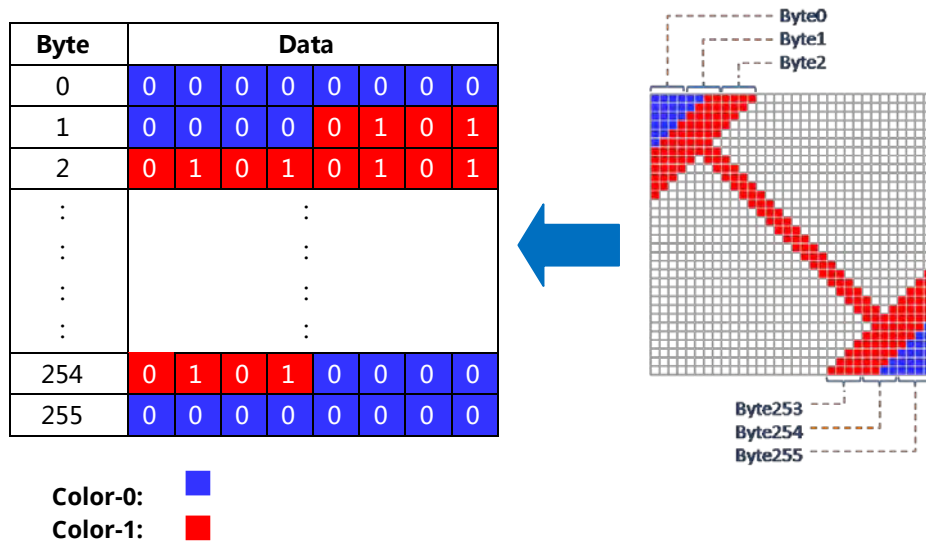 Byte Data
0 0 0 0 0 0 0 0 0
1 0 0 0 0 0 1 0 1
2 0 1 0 1 0 1 0 1
: :
: :
: :
: :
254 0 1 0 1 0 0 0 0
255 0 0 0 0 0 0 0 0
Color-0:
Color-1:
Byte0
Byte1
Byte2
Byte253
Byte254
Byte255